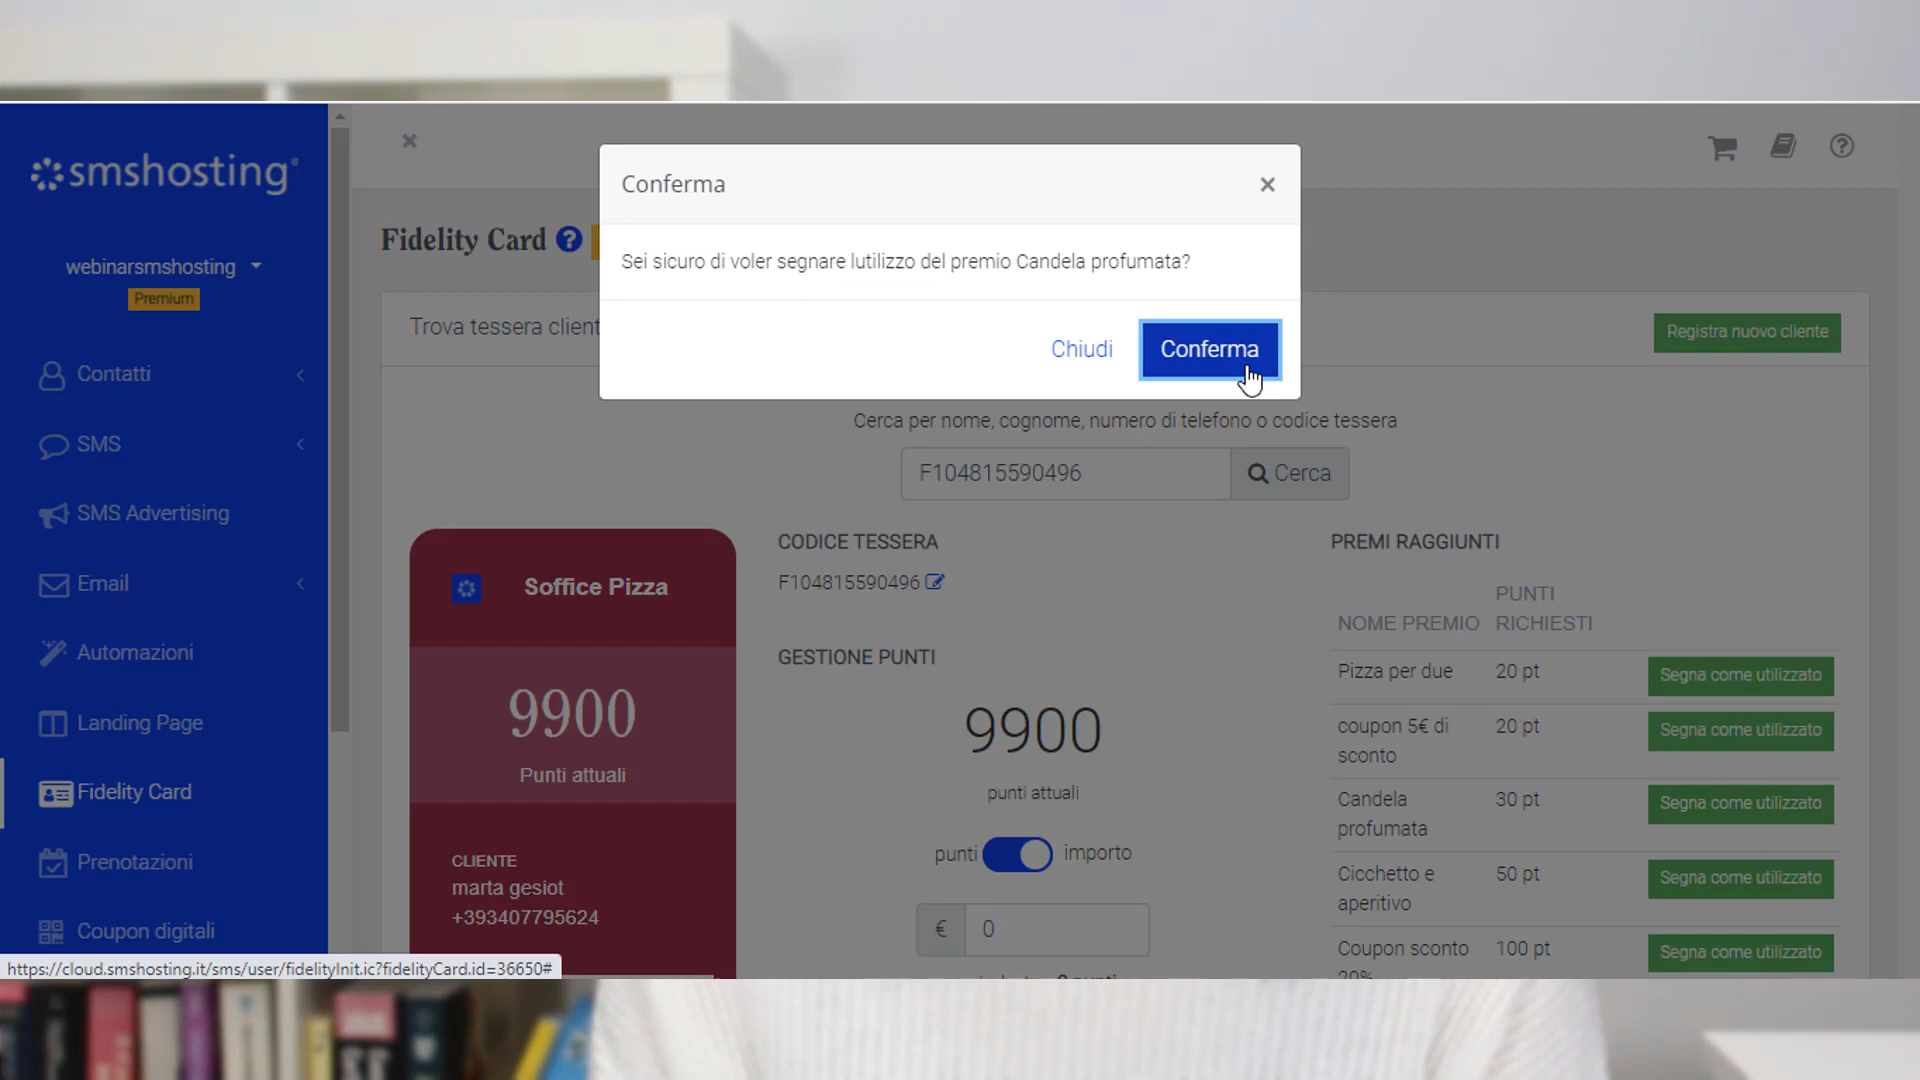 smshosting®
webinarsmshosting
Premium
Contatti
SMS
SMS Advertising
Email
Automazioni
Landing Page
Fidelity Card
Prenotazioni
Coupon digitali
https://cloud.smshosting.it/sms/user/fidelityInit.ic?fidelityCard.id=36650#
Fidelity Card
Conferma
Sei sicuro di voler segnare lutilizzo del premio Candela profumata?
Chiudi
Conferma
Trova tessera client
Registra nuovo cliente
Cerca per nome, cognome, numero di telefono o codice tessera
F104815590496
Cerca
Soffice Pizza
9900
Punti attuali
CLIENTE
marta gesiot
+393407795624
CODICE TESSERA
F104815590496
GESTIONE PUNTI
9900
punti attuali
punti importo
€ 0
PREMI RAGGIUNTI
NOME PREMIO PUNTI RICHIESTI
Pizza per due 20 pt Segna come utilizzato
coupon 5€ di sconto 20 pt Segna come utilizzato
Candela profumata 30 pt Segna come utilizzato
Cicchetto e aperitivo 50 pt Segna come utilizzato
Coupon sconto 20% 100 pt Segna come utilizzato